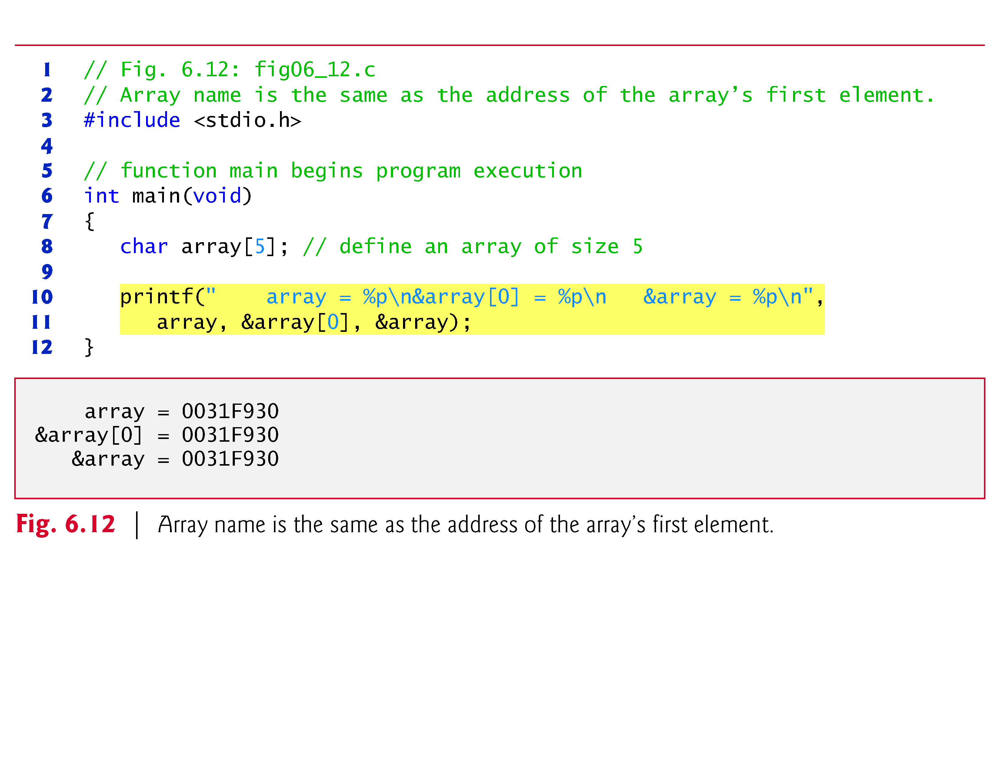 1 // Fig. 6.12: fig06_12.c
2 // Array name is the same as the address of the array’s first element.
3 #include <stdio.h>
4
5 // function main begins program execution
6 int main(void)
7 {
8    char array[5]; // define an array of size 5
9
10    printf("    array = %p\n&array[0] = %p\n   &array = %p\n",
11       array, &array[0], &array);
12 }
    array = 0031F930
&array[0] = 0031F930
   &array = 0031F930
Fig. 6.12 | Array name is the same as the address of the array’s first element.